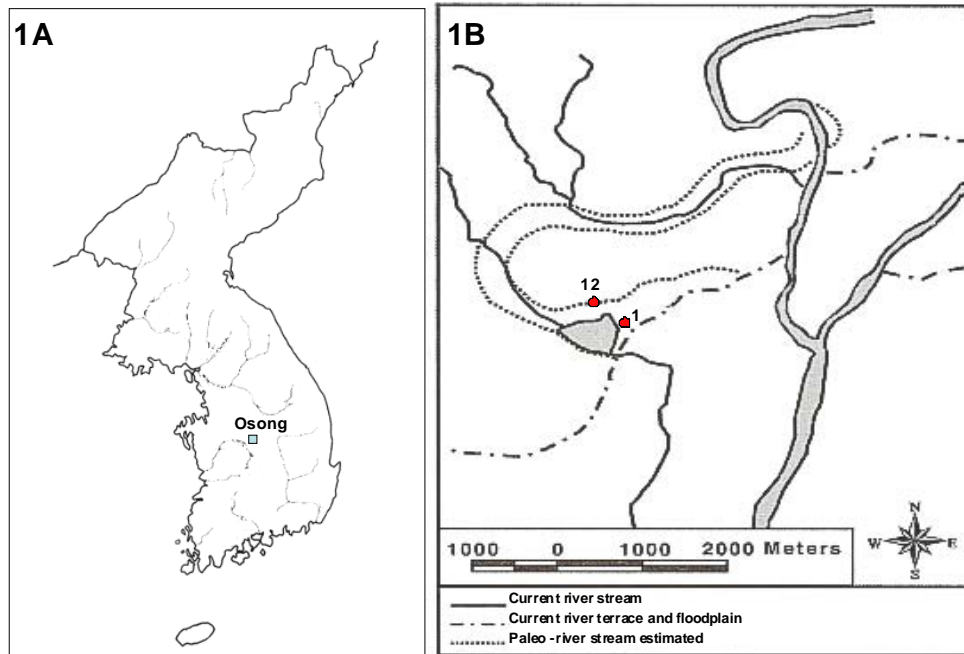 1A
Osong
1B
12
1
N
W E
S
1000 0 1000 2000 Meters
Current river stream
Current river terrace and floodplain
Paleo-river stream estimated